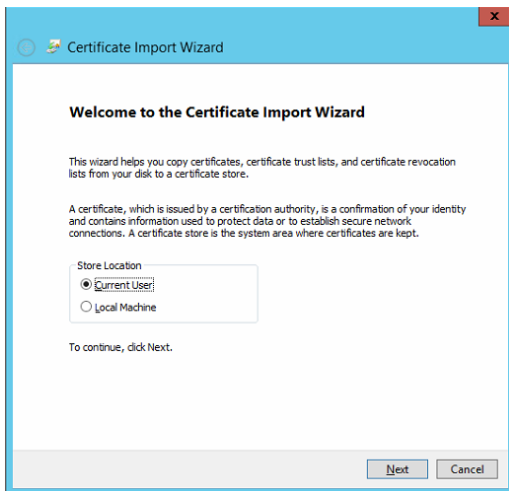 x
Certificate Import Wizard
Welcome to the Certificate Import Wizard
This wizard helps you copy certificates, certificate trust lists, and certificate revocation
lists from your disk to a certificate store.
A certificate, which is issued by a certification authority, is a confirmation of your identity
and contains information used to protect data or to establish secure network
connections. A certificate store is the system area where certificates are kept.
Store Location
Current User
Local Machine
To continue, click Next.
Next Cancel